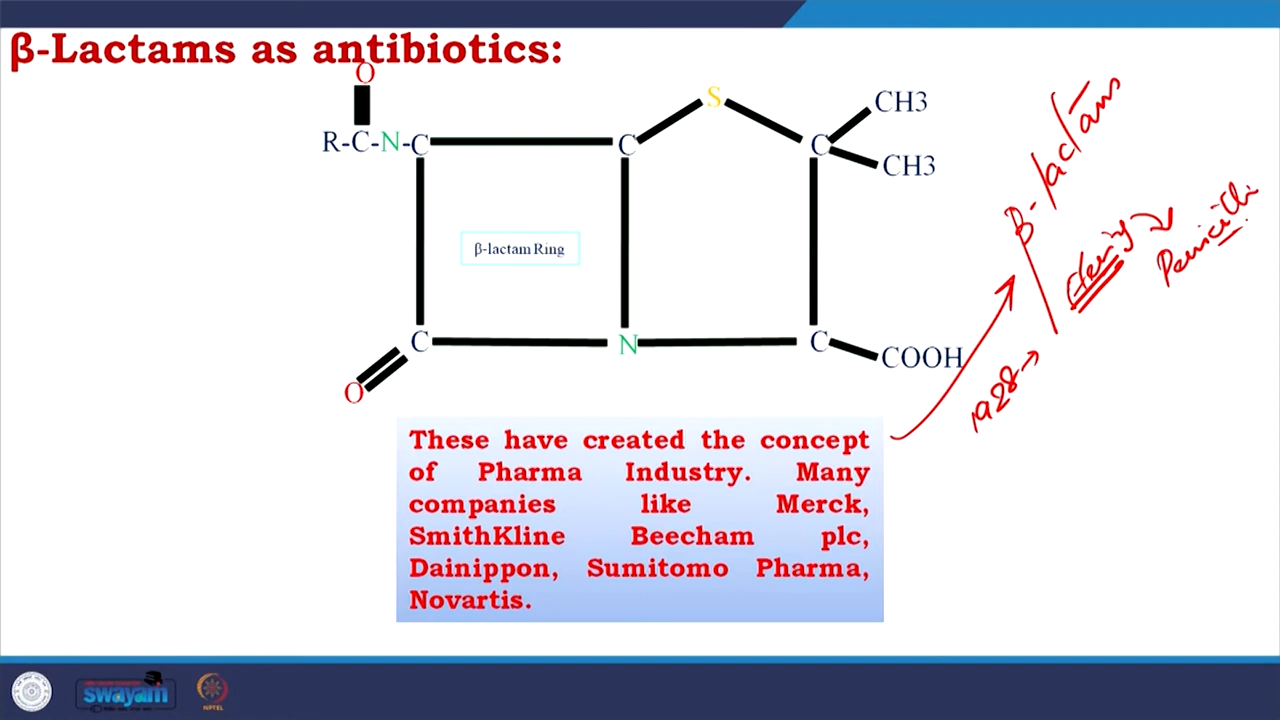 β-Lactams as antibiotics:
O
R-C-N-C
C
S
C
CH3
CH3
β-lactam Ring
O
C
N
C
COOH
These have created the concept
of Pharma Industry. Many
companies like Merck,
SmithKline Beecham plc,
Dainippon, Sumitomo Pharma,
Novartis.
β-lactams
1928→
swayam
NPTEL